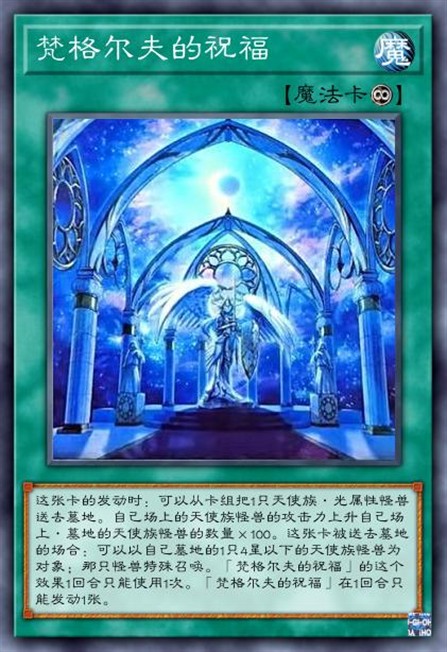 梵格尔夫的祝福
魔
【魔法卡】
这张卡的发动时；可以从卡组把1只天使族·光属性怪兽
送去墓地。自己场上的天使族怪兽的攻击力上升自己场
上·墓地的天使族怪兽的数量×100。这张卡被送去墓地
的场合；可以以自己墓地的1只4星以下的天使族怪兽为
对象；那只怪兽特殊召唤。「梵格尔夫的祝福」的这个
效果1回合只能使用1次。「梵格尔夫的祝福」在1回合只
能发动1张。